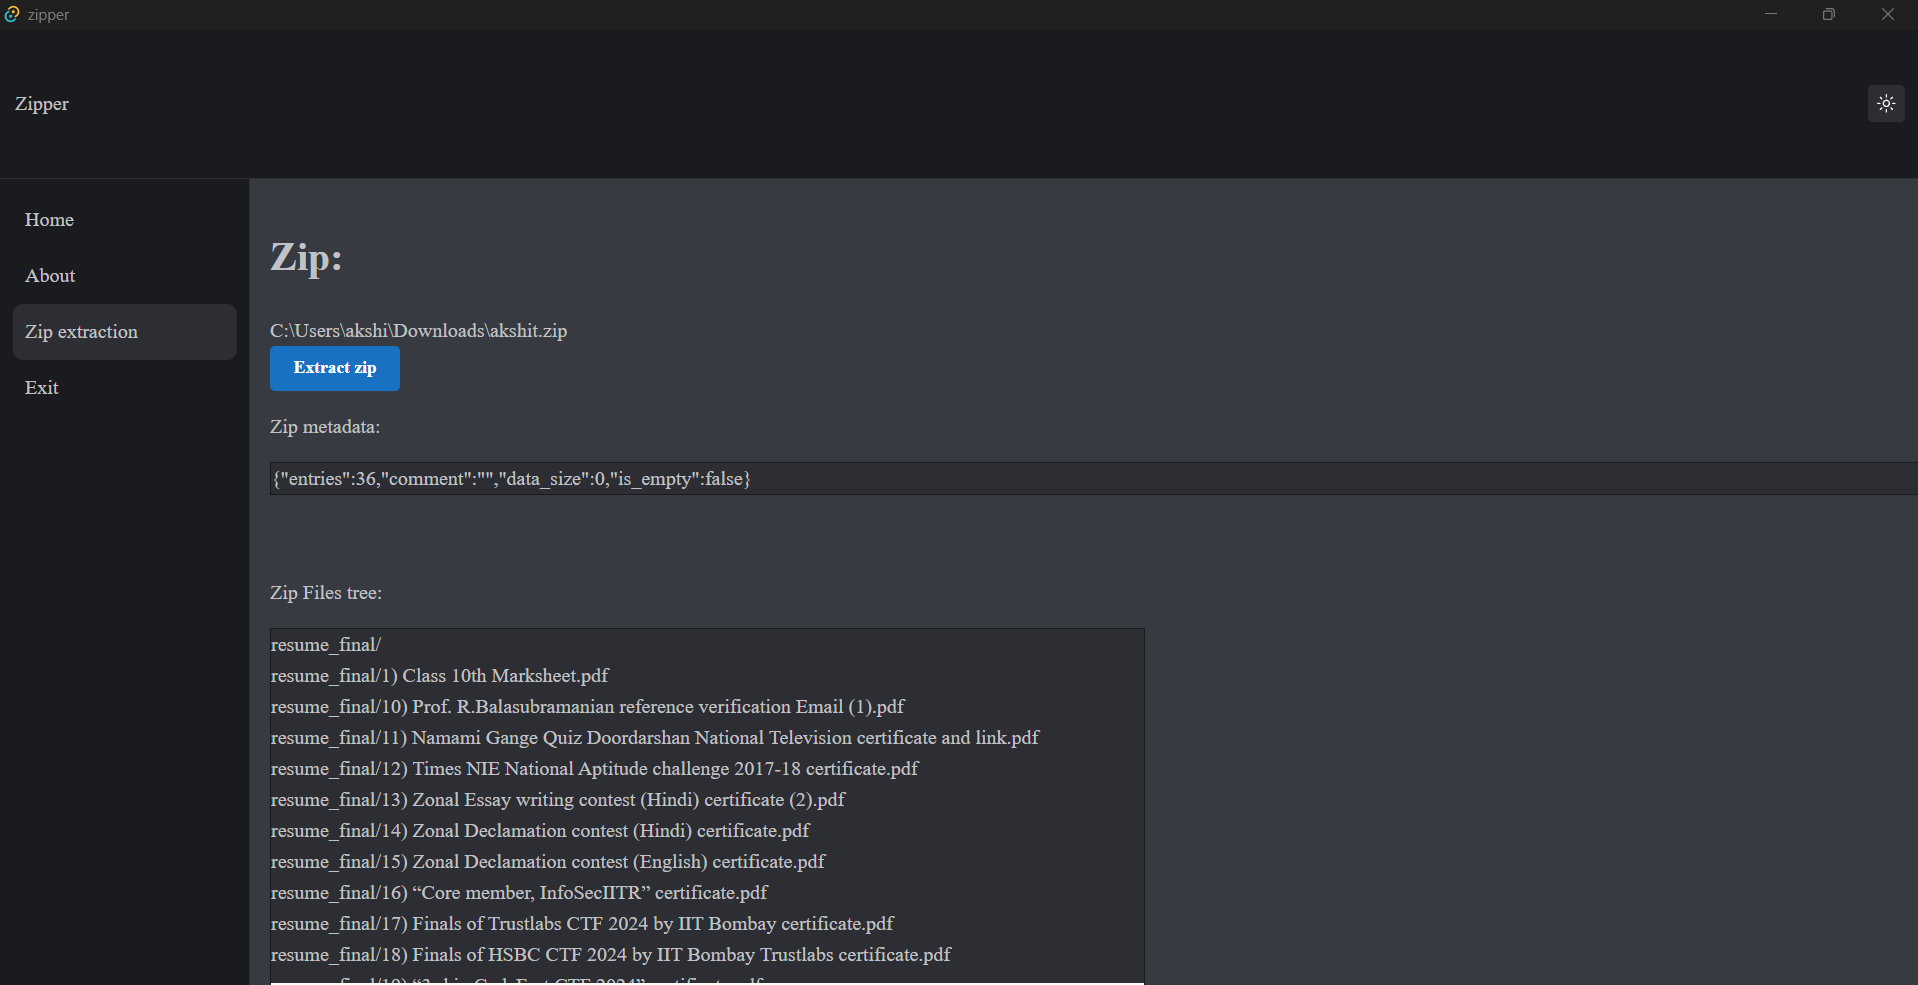 zipper
Zipper
Home
About
Zip extraction
Exit
Zip:
C:\Users\akshi\Downloads\akshit.zip
Extract zip
Zip metadata:
{"entries":36,"comment":"","data_size":0,"is_empty":false}
Zip Files tree:
resume_final/
resume_final/1) Class 10th Marksheet.pdf
resume_final/10) Prof. R.Balasubramanian reference verification Email (1).pdf
resume_final/11) Namami Gange Quiz Doordarshan National Television certificate and link.pdf
resume_final/12) Times NIE National Aptitude challenge 2017-18 certificate.pdf
resume_final/13) Zonal Essay writing contest (Hindi) certificate (2).pdf
resume_final/14) Zonal Declamation contest (Hindi) certificate.pdf
resume_final/15) Zonal Declamation contest (English) certificate.pdf
resume_final/16) “Core member, InfoSecIITR” certificate.pdf
resume_final/17) Finals of Trustlabs CTF 2024 by IIT Bombay certificate.pdf
resume_final/18) Finals of HSBC CTF 2024 by IIT Bombay Trustlabs certificate.pdf